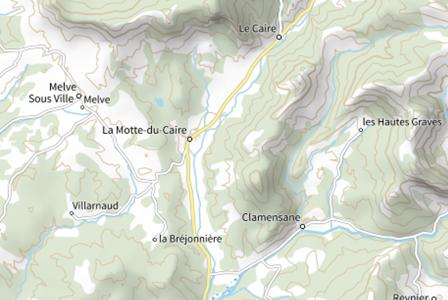 Le Caire
Melve
Sous Ville
Melve
les Hautes Graves
La Motte-du-Caire
Villarnaud
Clamensane
la Bréjonnière
Reynier